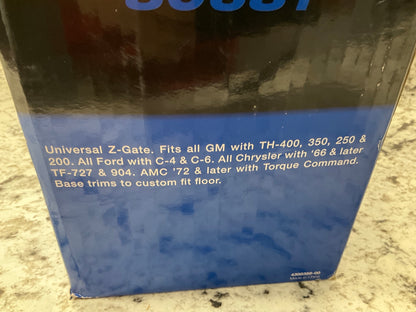 Universal Z-Gate. Fits all GM with TH-400, 350, 250 &
200. All Ford with C-4 & C-6. All Chrysler with '66 & later
TF-727 & 904. AMC '72 & later with Torque Command.
Base trims to custom fit floor.